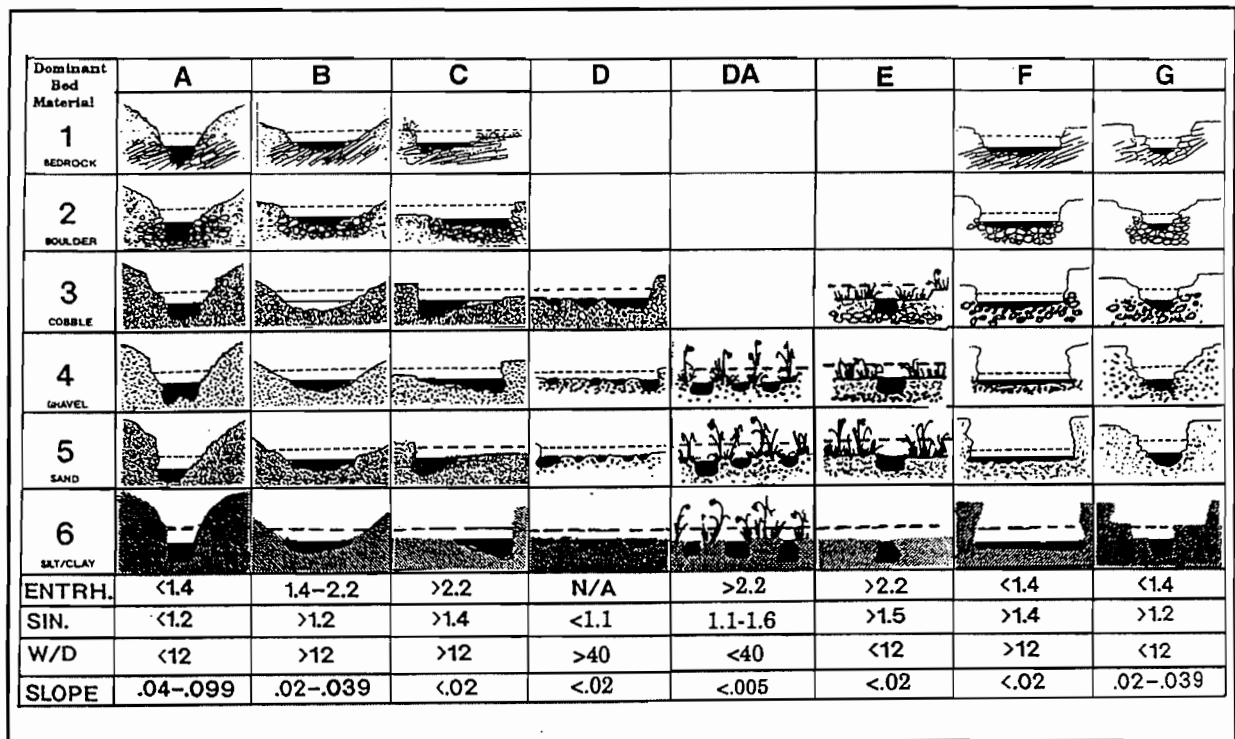 Dominant Bed Material A B C D DA E F G
1
BEDROCK
2
BOULDER
3
COBBLE
4
GRAVEL
5
SAND
6
SILT/CLAY
ENTRH. <1.4 1.4–2.2 >2.2 N/A >2.2 >2.2 <1.4 <1.4
SIN. <1.2 >1.2 >1.4 <1.1 1.1-1.6 >1.5 >1.4 >1.2
W/D <12 >12 >12 >40 <40 <12 >12 <12
SLOPE .04–.099 .02–.039 <.02 <.02 <.005 <.02 <.02 .02–.039